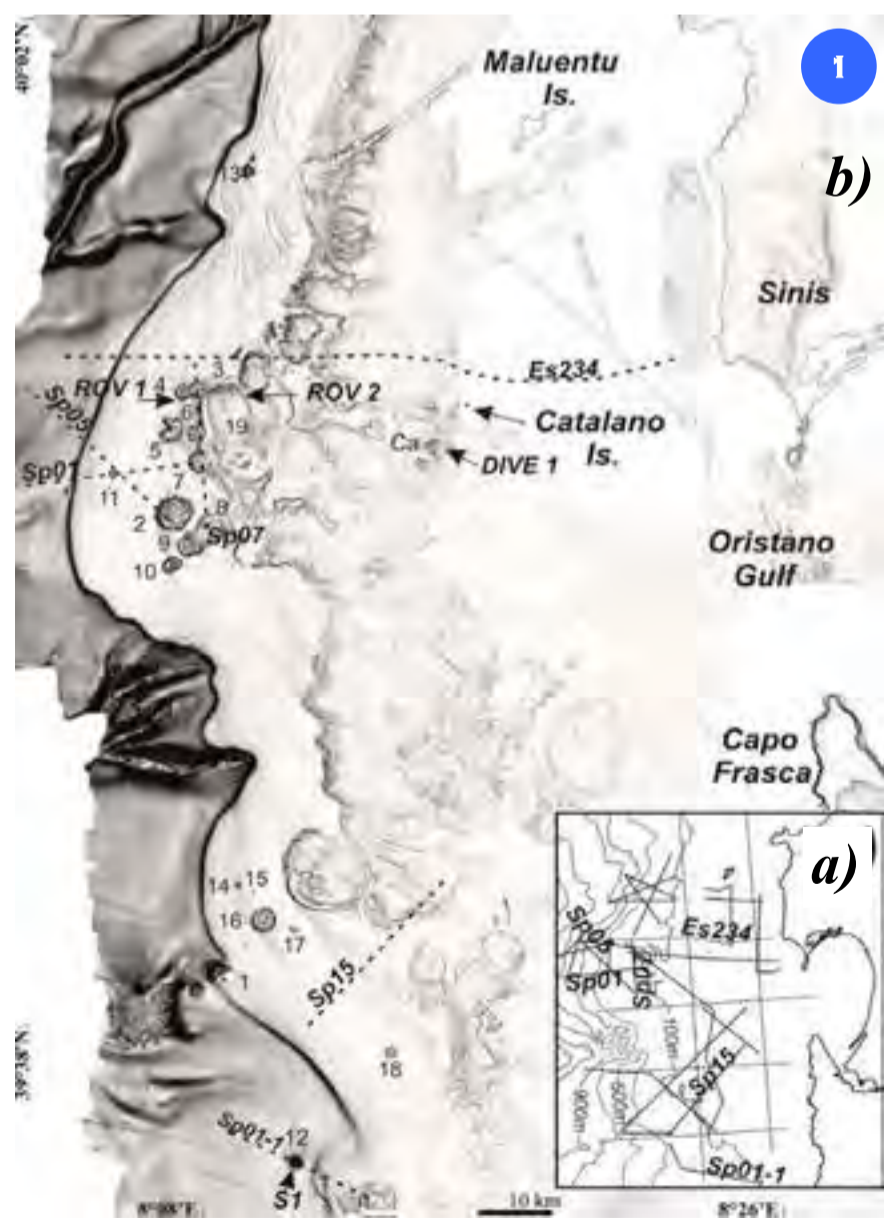 1
Maluentu
Is.
b)
13
Sinis
Es234
3
ROV 1
4
ROV 2
Sp05
6
19
Catalano
Is.
5
Ca
DIVE 1
Sp01
7
11
2
8
Sp07
9
10
Oristano
Gulf
Capo
Frasca
a)
14
15
16
17
Sp15
1
18
Sp01-1
12
S1
Es234
Sp05
Sp01
Sp07
100m
Sp15
600m
900m
Sp01-1
8°08'E
10 km
8°26'E